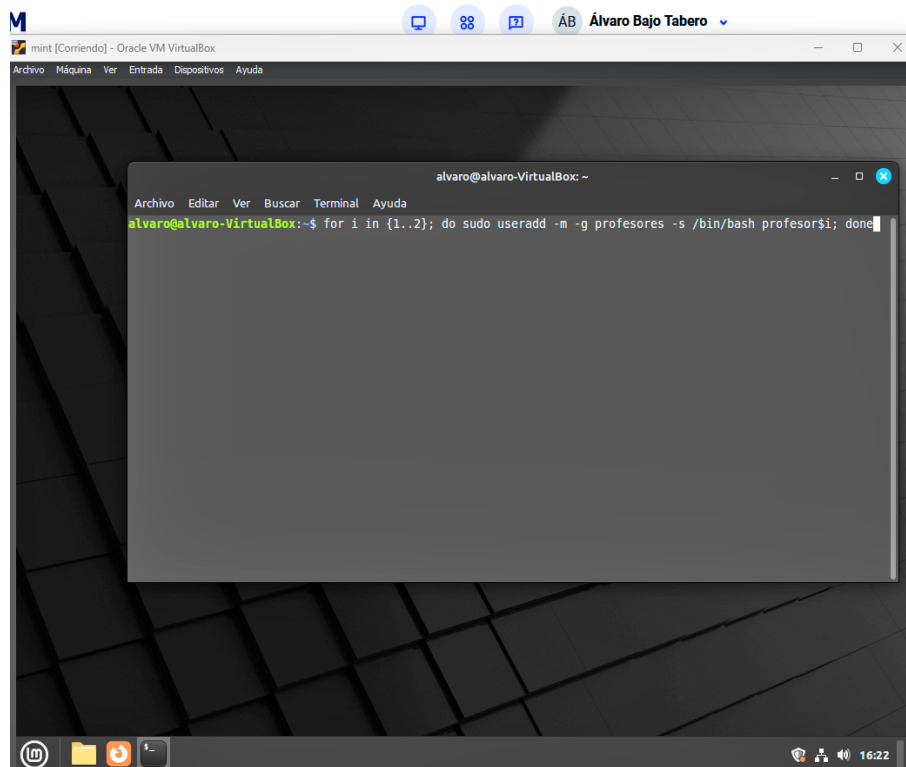 M
ÁB Álvaro Bajo Tabero
mint [Corriendo] - Oracle VM VirtualBox
Archivo Máquina Ver Entrada Dispositivos Ayuda
alvaro@alvaro-VirtualBox: ~
Archivo Editar Ver Buscar Terminal Ayuda
alvaro@alvaro-VirtualBox:~$ for i in {1..2}; do sudo useradd -m -g profesores -s /bin/bash profesor$i; done
16:22